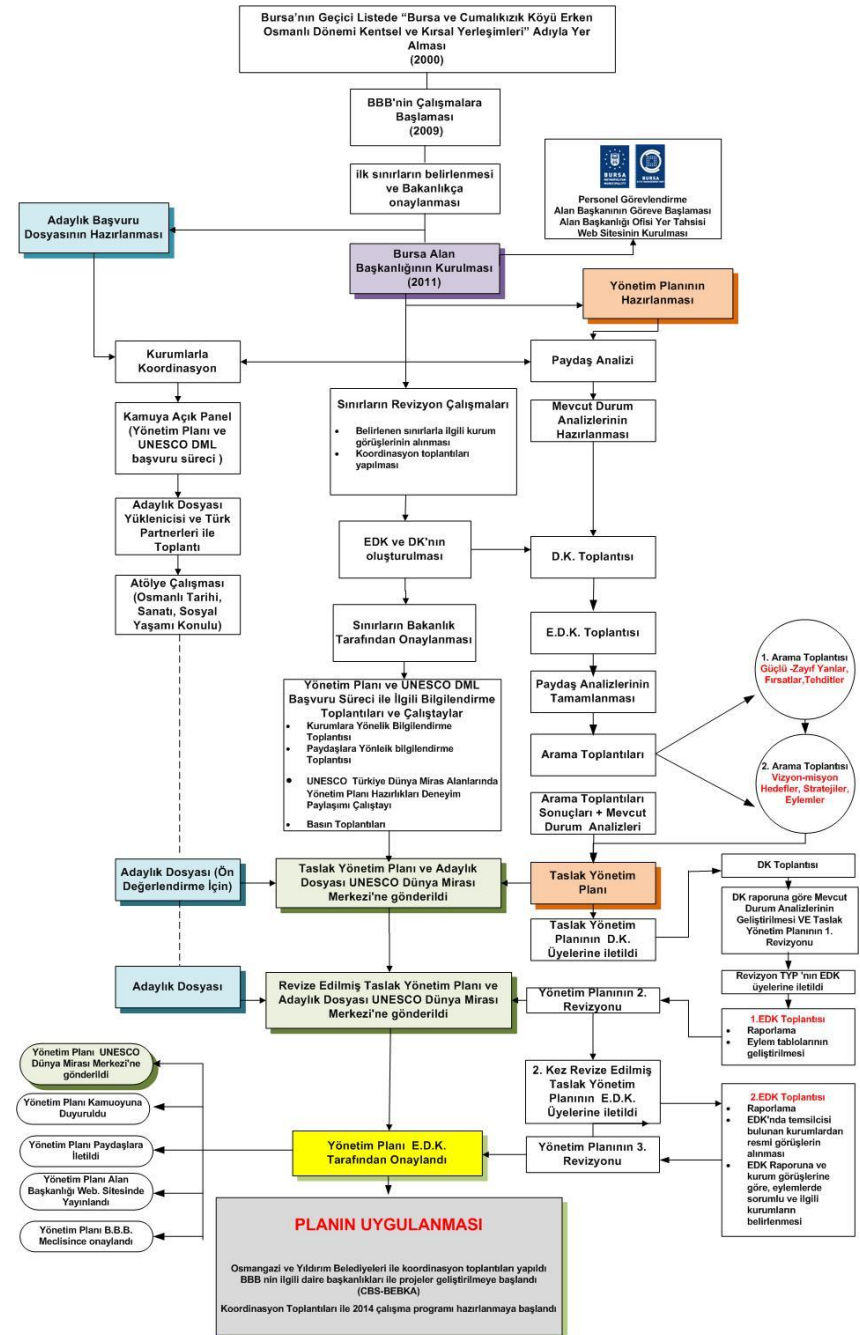 Bursa'nın Geçici Listede "Bursa ve Cumalıkızık Köyü Erken
Osmanlı Dönemi Kentsel ve Kırsal Yerleşimleri" Adıyla Yer
Alması
(2000)
BBB'nin Çalışmalara
Başlaması
(2009)
ilk sınırların belirlenmesi
ve Bakanlıkça
onaylanması
BURSA
BURSA
Personel Görevlendirme
Alan Başkanının Göreve Başlaması
Alan Başkanlığı Ofisi Yer Tahsisi
Web Sitesinin Kurulması
Adaylık Başvuru
Dosyasının Hazırlanması
Bursa Alan
Başkanlığının Kurulması
(2011)
Yönetim Planının
Hazırlanması
Kurumlarla
Koordinasyon
Paydaş Analizi
Kamuya Açık Panel
(Yönetim Planı ve
UNESCO DML
başvuru süreci )
Sınırların Revizyon Çalışmaları
• Belirlenen sınırlarla ilgili kurum
görüşlerinin alınması
• Koordinasyon toplantıları
yapılması
Mevcut Durum
Analizlerinin
Hazırlanması
Adaylık Dosyası
Yüklenicisi ve Türk
Partnerleri ile
Toplantı
EDK ve DK'nın
oluşturulması
D.K. Toplantısı
Atölye Çalışması
(Osmanlı Tarihi,
Sanatı, Sosyal
Yaşamı Konulu)
Sınırların Bakanlık
Tarafından Onaylanması
E.D.K. Toplantısı
1. Arama Toplantısı
Güçlü -Zayıf Yanlar,
Fırsatlar,Tehditler
Yönetim Planı ve UNESCO DML
Başvuru Süreci ile İlgili Bilgilendirme
Toplantıları ve Çalıştaylar
• Kurumlara Yönelik Bilgilendirme
Toplantısı
• Paydaşlara Yönleik bilgilendirme
Toplantısı
• UNESCO Türkiye Dünya Miras Alanlarında
Yönetim Planı Hazırlıkları Deneyim
Paylaşımı Çalıştayı
• Basın Toplantıları
Paydaş Analizlerinin
Tamamlanması
Arama Toplantıları
2. Arama Toplantısı
Vizyon-misyon
Hedefler, Stratejiler,
Eylemler
Arama Toplantıları
Sonuçları + Mevcut
Durum Analizleri
Adaylık Dosyası (Ön
Değerlendirme İçin)
Taslak Yönetim Planı ve Adaylık
Dosyası UNESCO Dünya Mirası
Merkezi'ne gönderildi
Taslak Yönetim
Planı
DK Toplantısı
Taslak Yönetim
Planının D.K.
Üyelerine iletildi
DK raporuna göre Mevcut
Durum Analizlerinin
Geliştirilmesi VE Taslak
Yönetim Planının 1.
Revizyonu
Revizyon TYP 'nın EDK
üyelerine iletildi
Adaylık Dosyası
Revize Edilmiş Taslak Yönetim Planı ve
Adaylık Dosyası UNESCO Dünya Mirası
Merkezi'ne gönderildi
Yönetim Planının 2.
Revizyonu
1.EDK Toplantısı
• Raporlama
• Eylem tablolarının
geliştirilmesi
Yönetim Planı UNESCO
Dünya Mirası Merkezi'ne
gönderildi
2. Kez Revize Edilmiş
Taslak Yönetim
Planının E.D.K.
Üyelerine iletildi
2.EDK Toplantısı
• Raporlama
• EDK'nda temsilcisi
bulunan kurumlardan
resmi görüşlerin
alınması
• EDK Raporuna ve
kurum görüşlerine
göre, eylemlerde
sorumlu ve ilgili
kurumların
belirlenmesi
Yönetim Planı Kamuoyuna
Duyuruldu
Yönetim Planı Paydaşlara
İletildi
Yönetim Planı E.D.K.
Tarafından Onaylandı
Yönetim Planının 3.
Revizyonu
Yönetim Planı Alan
Başkanlığı Web. Sitesinde
Yayınlandı
Yönetim Planı B.B.B.
Meclisince onaylandı
PLANIN UYGULANMASI
Osmangazi ve Yıldırım Belediyeleri ile koordinasyon toplantıları yapıldı
BBB nin ilgili daire başkanlıkları ile projeler geliştirilmeye başlandı
(CBS-BEBKA)
Koordinasyon Toplantıları ile 2014 çalışma programı hazırlanmaya başlandı